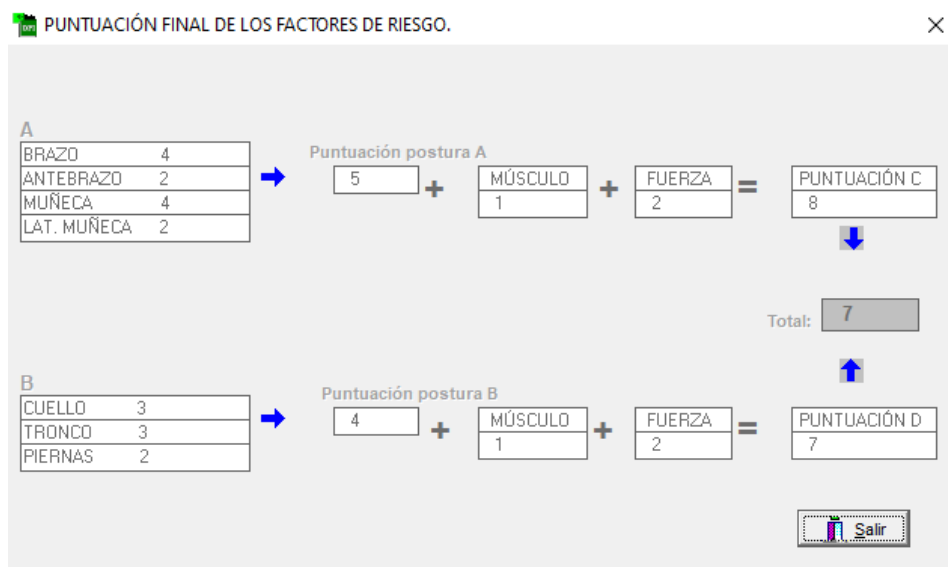 PUNTUACIÓN FINAL DE LOS FACTORES DE RIESGO.
A
BRAZO 4
ANTEBRAZO 2
MUÑECA 4
LAT. MUÑECA 2
Puntuación postura A
5
+
MÚSCULO
1
+
FUERZA
2
=
PUNTUACIÓN C
8
Total: 7
B
CUELLO 3
TRONCO 3
PIERNAS 2
Puntuación postura B
4
+
MÚSCULO
1
+
FUERZA
2
=
PUNTUACIÓN D
7
Salir